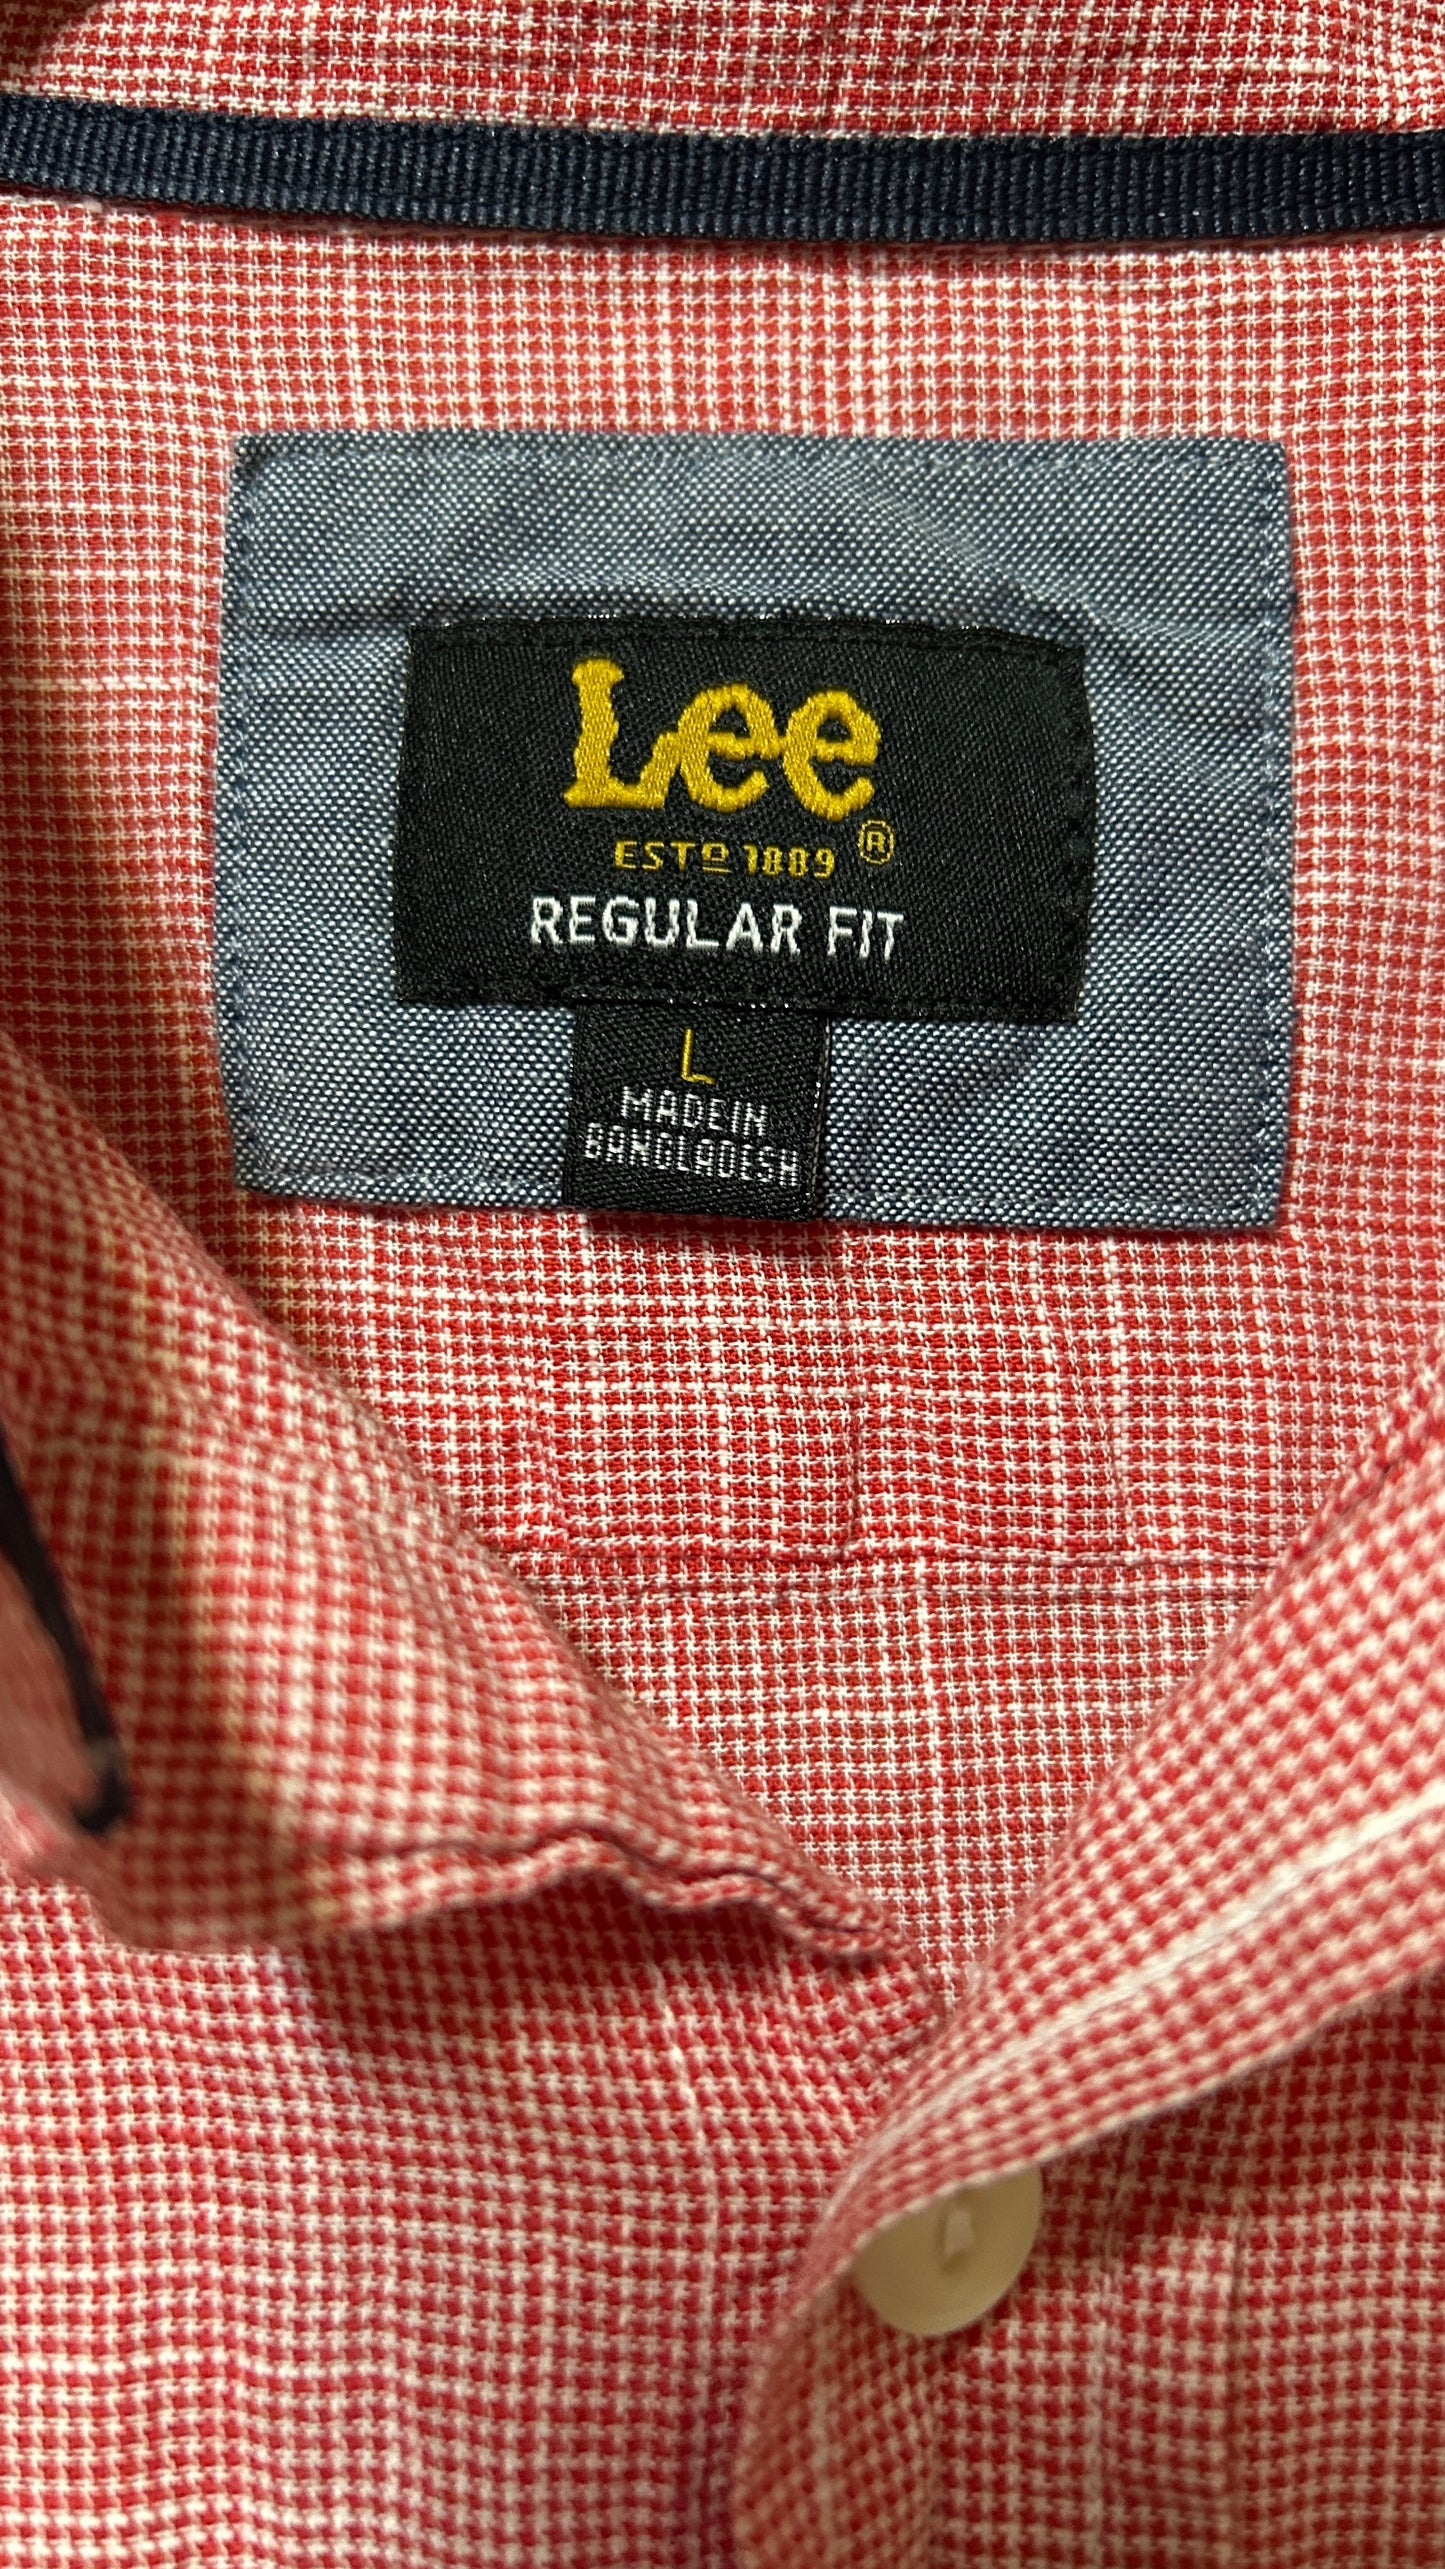 Lee
ESTD 1889 ®
REGULAR FIT
L
MADE IN
BANGLADESH